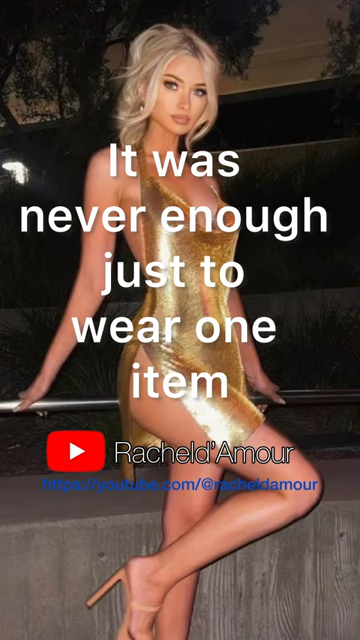 It was
never enough
just to
wear one
item
Racheld'Amour
https://youtube.com/@racheldamour